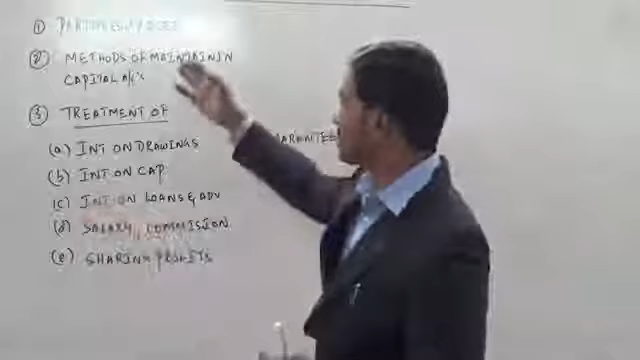 ①
② METHODS OF MAINTAININ
CAPITAL A/c's
③ TREATMENT OF
(a) INT ON DRAWINGS
(b) INT ON CAP
(c) INT ON LOANS & ADV
(d) SALARY, COMMISION
(e) SHARING PROFITS